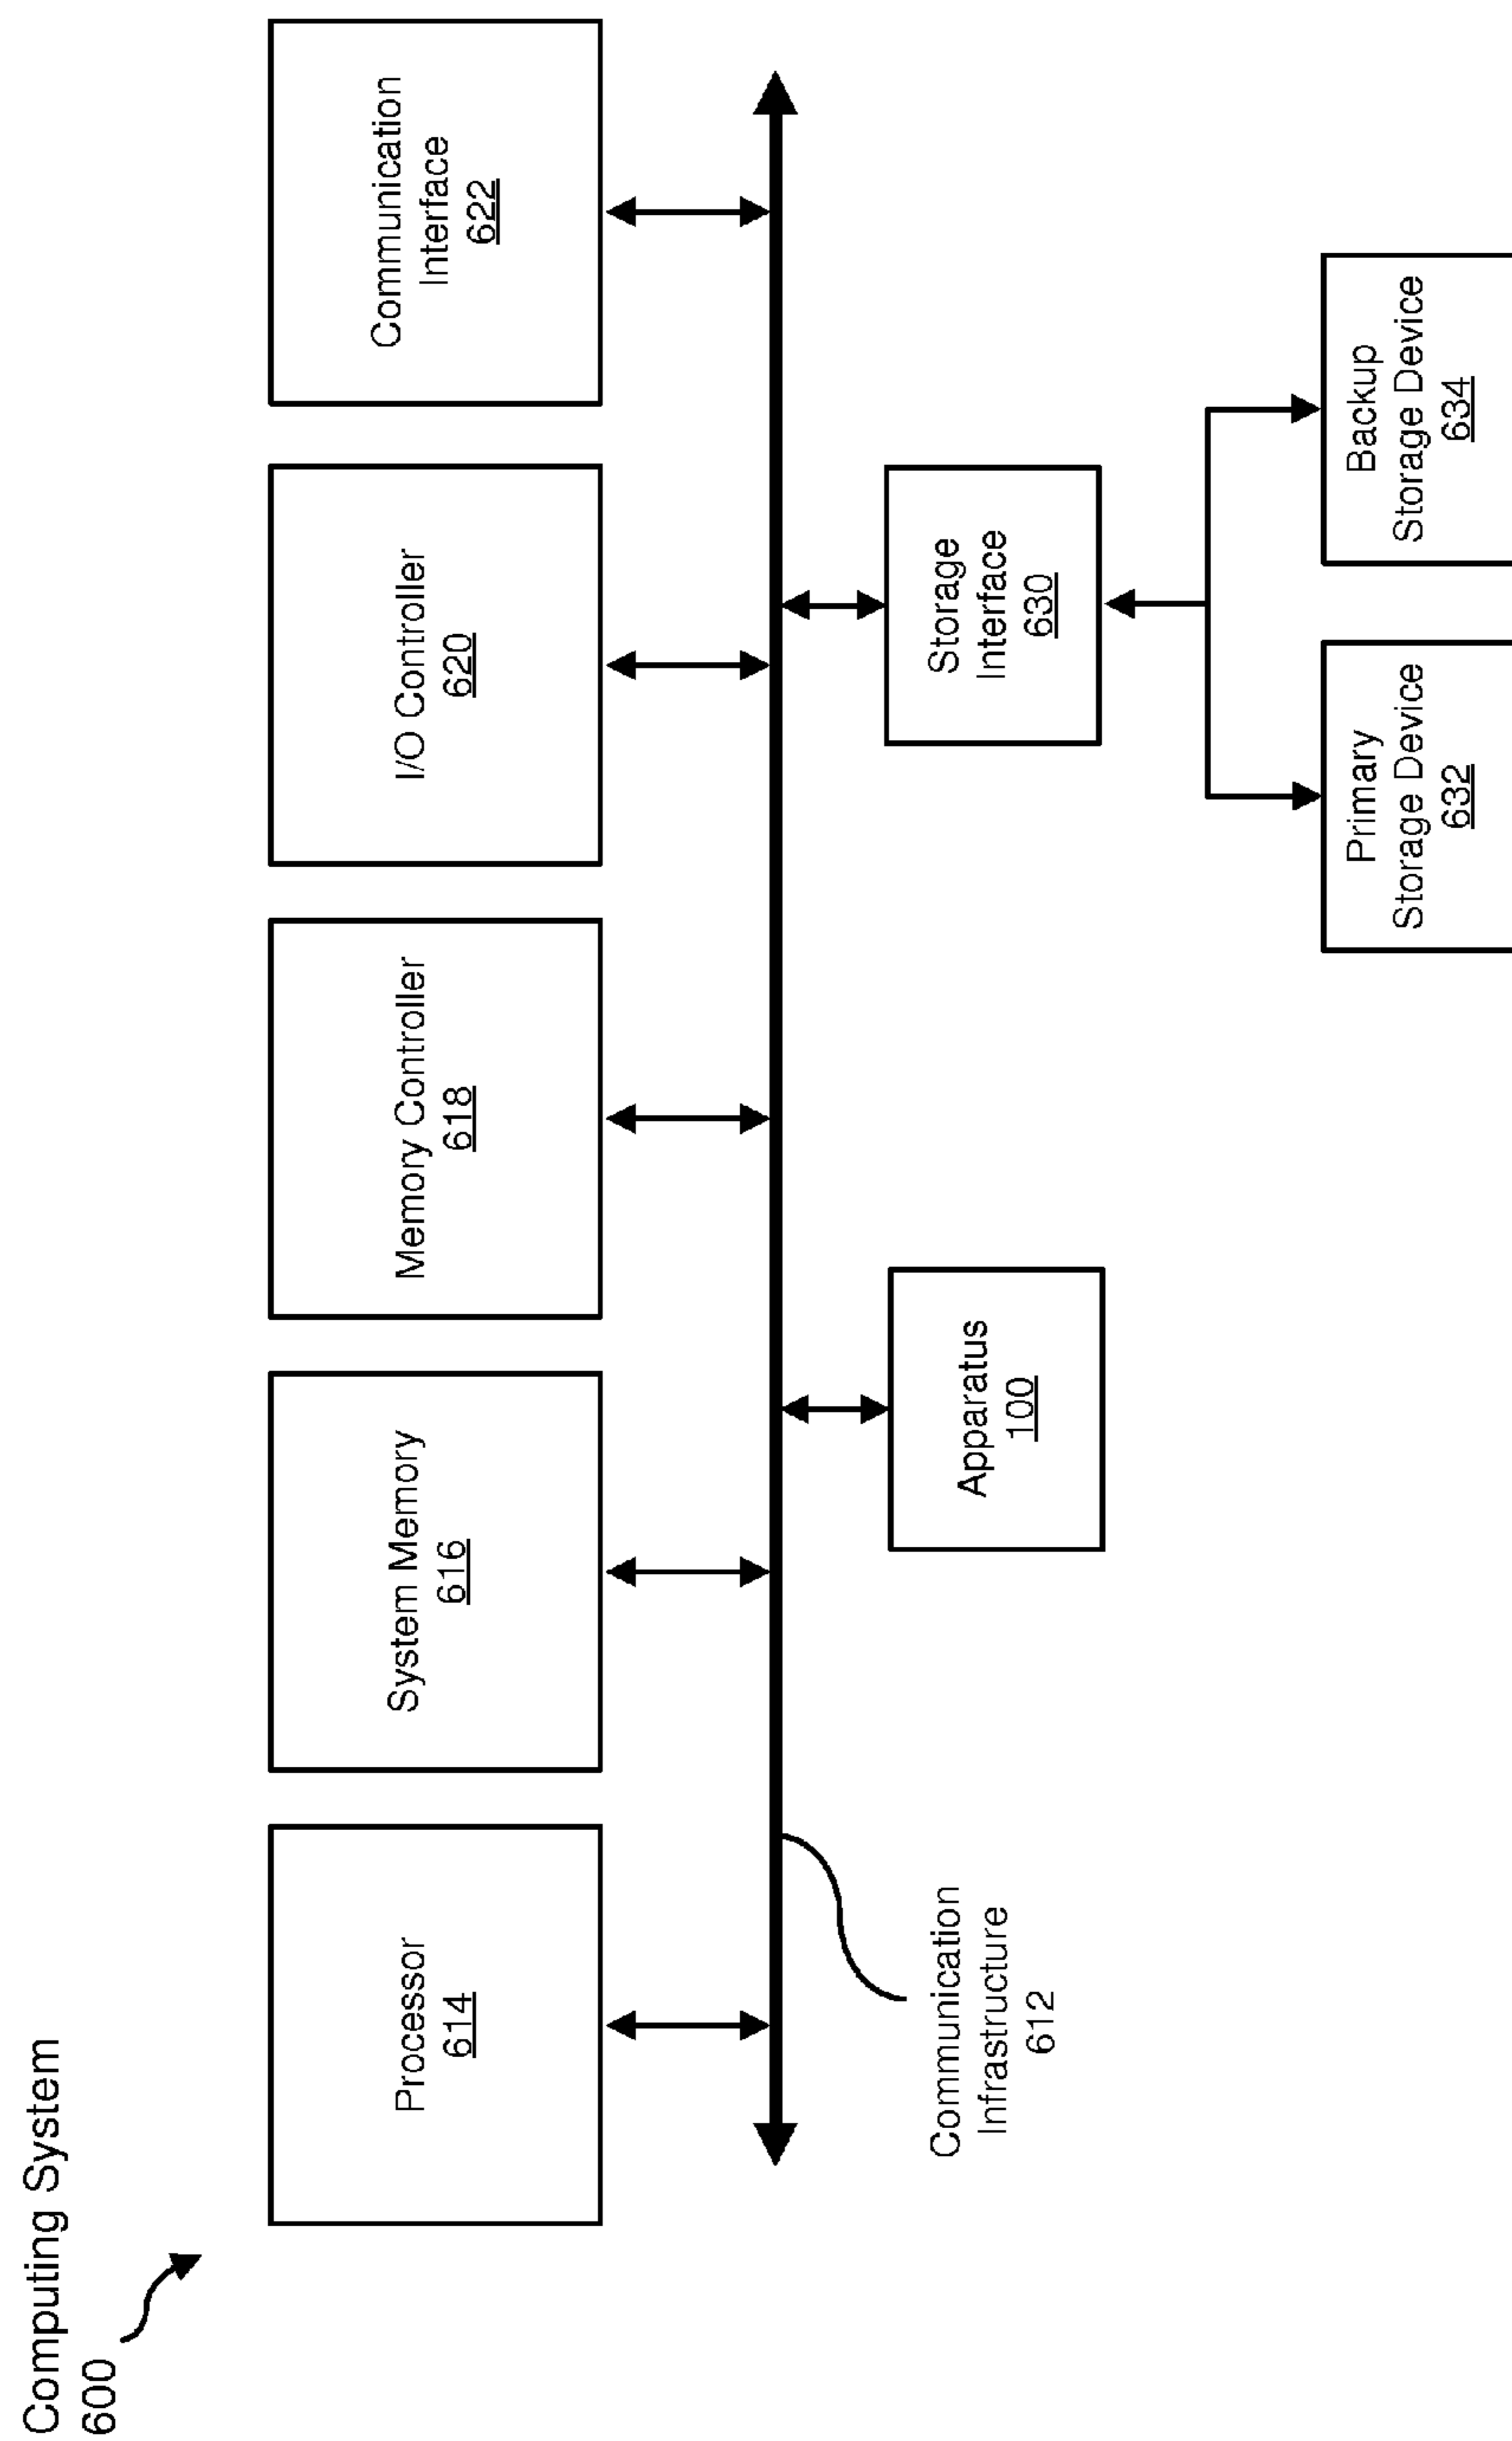 Computing System
600
Processor
614
System Memory
616
Memory Controller
618
I/O Controller
620
Communication
Interface
622
Communication
Infrastructure
612
Apparatus
100
Storage
Interface
630
Primary
Storage Device
632
Backup
Storage Device
634